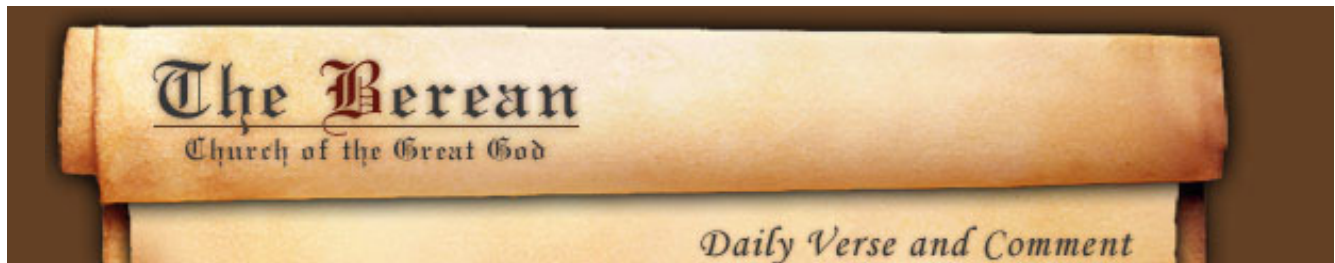 The Berean
Church of the Great God
Daily Verse and Comment